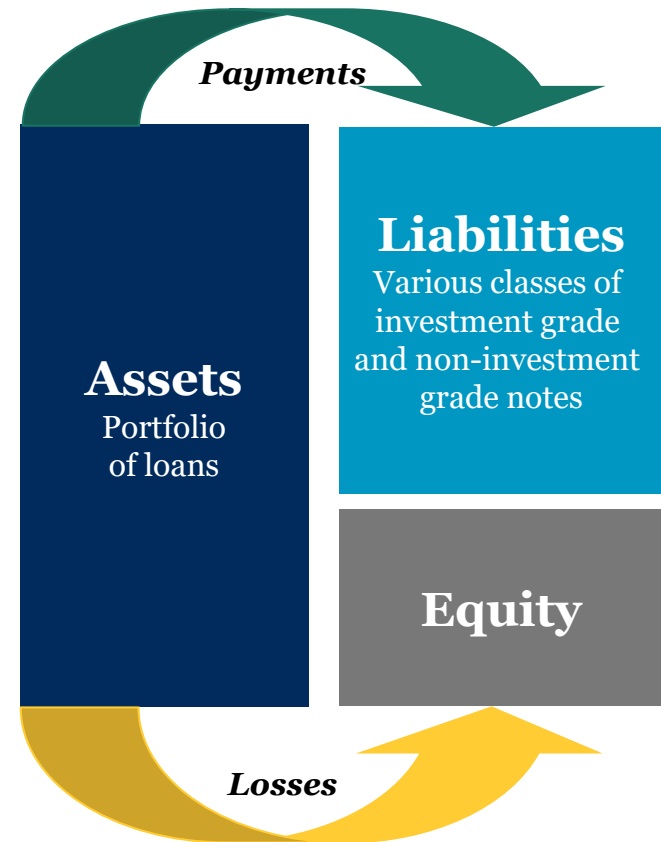 Payments
Liabilities
Various classes of
investment grade
and non-investment
grade notes
Assets
Portfolio
of loans
Equity
Losses